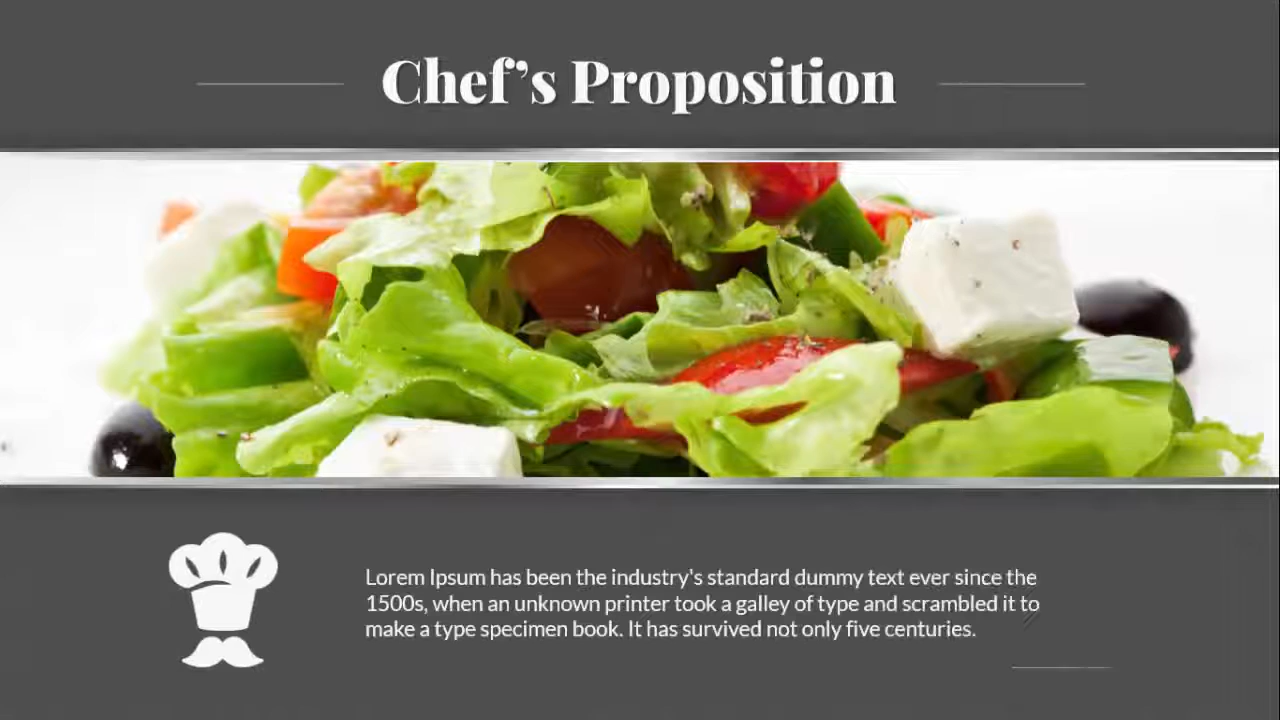 Chef’s Proposition
Lorem Ipsum has been the industry's standard dummy text ever since the
1500s, when an unknown printer took a galley of type and scrambled it to
make a type specimen book. It has survived not only five centuries.